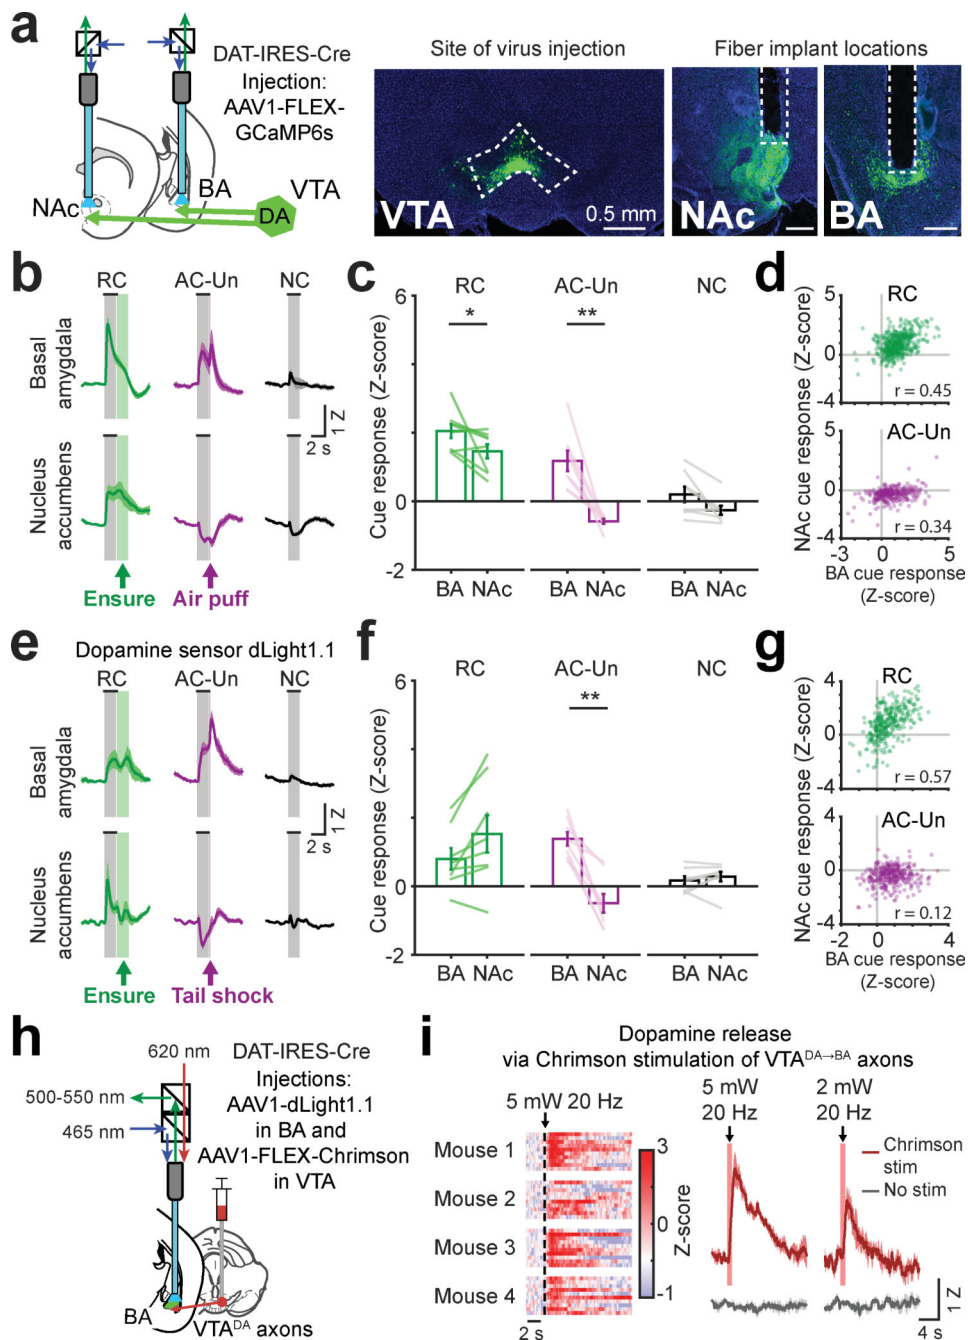 a
DAT-IRES-Cre
Injection:
AAV1-FLEX-
GCaMP6s
NAc
BA
VTA
DA
Site of virus injection
VTA
0.5 mm
Fiber implant locations
NAc
BA
b
RC
AC-Un
NC
Basal
amygdala
1 Z
2 s
Nucleus
accumbens
Ensure
Air puff
c
RC
AC-Un
NC
*
**
Cue response (Z-score)
6
0
-2
BA NAc
BA NAc
BA NAc
d
RC
5
0
-4
r = 0.45
AC-Un
5
0
-4
r = 0.34
NAc cue response (Z-score)
-3
0
5
BA cue response
(Z-score)
e
Dopamine sensor dLight1.1
RC
AC-Un
NC
Basal
amygdala
1 Z
2 s
Nucleus
accumbens
Ensure
Tail shock
f
RC
AC-Un
NC
**
Cue response (Z-score)
6
0
-2
BA NAc
BA NAc
BA NAc
g
RC
4
0
-4
r = 0.57
AC-Un
4
0
-4
r = 0.12
NAc cue response (Z-score)
-2
0
4
BA cue response
(Z-score)
h
620 nm
500-550 nm
465 nm
DAT-IRES-Cre
Injections:
AAV1-dLight1.1
in BA and
AAV1-FLEX-Chrimson
in VTA
BA
VTADA axons
i
Dopamine release
via Chrimson stimulation of VTADA→BA axons
5 mW 20 Hz
Mouse 1
Mouse 2
Mouse 3
Mouse 4
2 s
3
0
-1
Z-score
5 mW
20 Hz
2 mW
20 Hz
Chrimson
stim
No stim
1 Z
4 s